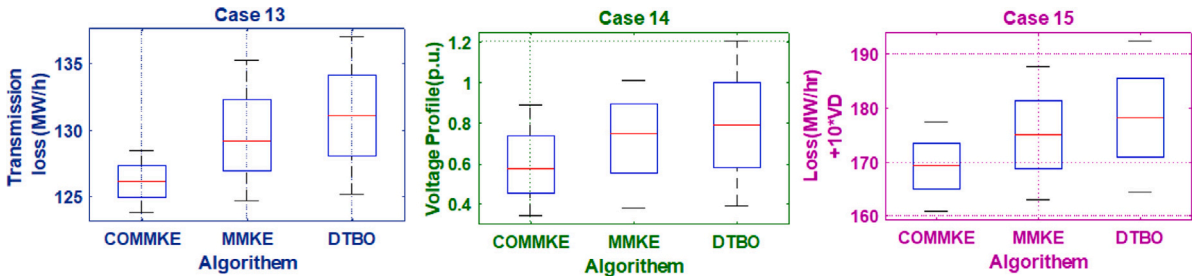 Case 13
Transmission
loss(MW/h)
135
130
125
COMMKE MMKE DTBO
Algorithem
Case 14
Voltage Profile(p.u.)
1.2
1
0.8
0.6
0.4
COMMKE MMKE DTBO
Algorithem
Case 15
Loss(MW/hr)
+10*VD
190
180
170
160
COMMKE MMKE DTBO
Algorithem